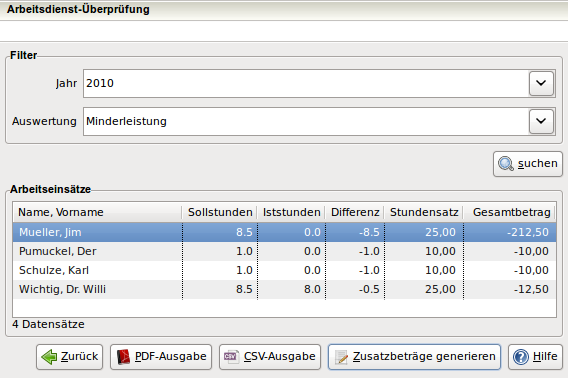 Arbeitsdienst-Überprüfung
Filter
Jahr 2010
Auswertung Minderleistung
suchen
Arbeitseinsätze
Name, Vorname Sollstunden Iststunden Differenz Stundensatz Gesamtbetrag
Mueller, Jim 8.5 0.0 -8.5 25,00 -212,50
Pumuckel, Der 1.0 0.0 -1.0 10,00 -10,00
Schulze, Karl 1.0 0.0 -1.0 10,00 -10,00
Wichtig, Dr. Willi 8.5 8.0 -0.5 25,00 -12,50
4 Datensätze
Zurück PDF-Ausgabe CSV CSV-Ausgabe Zusatzbeträge generieren Hilfe